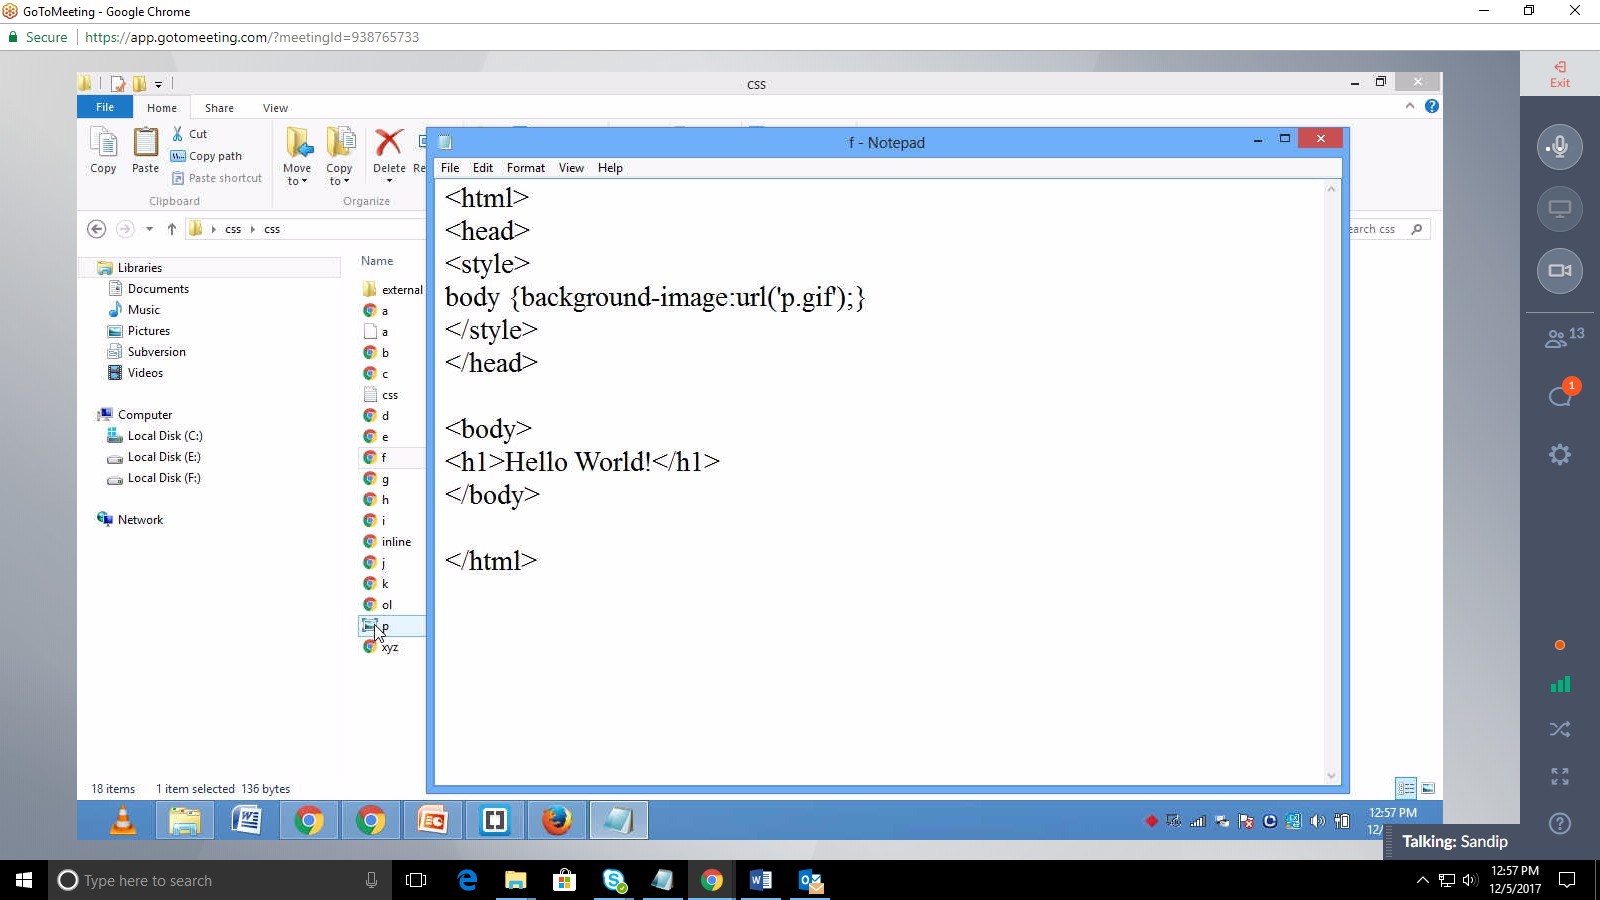 GoToMeeting - Google Chrome
Secure https://app.gotomeeting.com/?meetingId=938765733
css
File Home Share View
Copy
Paste
Cut
Copy path
Paste shortcut
Clipboard
Move to
Copy to
Delete
Re
Organize
css css
earch css
Libraries
Documents
Music
Pictures
Subversion
Videos
Computer
Local Disk (C:)
Local Disk (E:)
Local Disk (F:)
Network
Name
external
a
a
b
c
css
d
e
f
g
h
i
inline
j
k
ol
p
xyz
18 items 1 item selected 136 bytes
f - Notepad
File Edit Format View Help
<html>
<head>
<style>
body {background-image:url('p.gif');}
</style>
</head>
<body>
<h1>Hello World!</h1>
</body>
</html>
12:57 PM
12/
Exit
13
1
Talking: Sandip
Type here to search
12:57 PM
12/5/2017